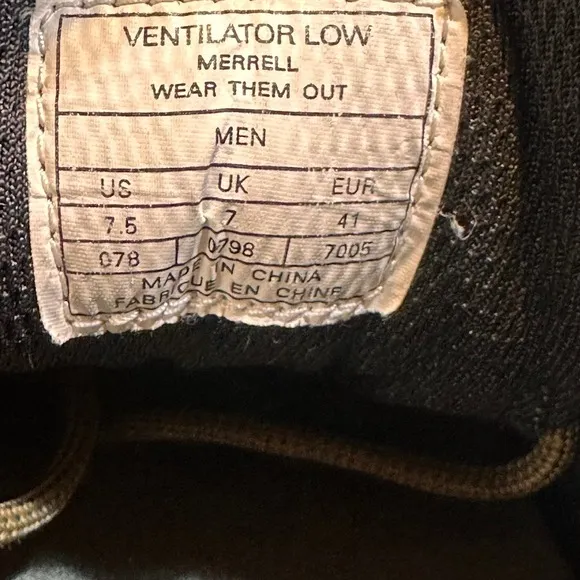 VENTILATOR LOW
MERRELL
WEAR THEM OUT
MEN
US UK EUR
7.5 7 41
078 0798 7005
MADE IN CHINA
FABRIQUE EN CHINE